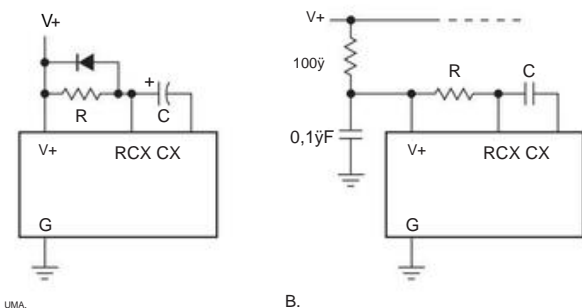 V+
+
R
C
V+
RCX CX
G
UMA.
V+
100ÿ
R
C
0,1ÿF
V+
RCX CX
G
B.